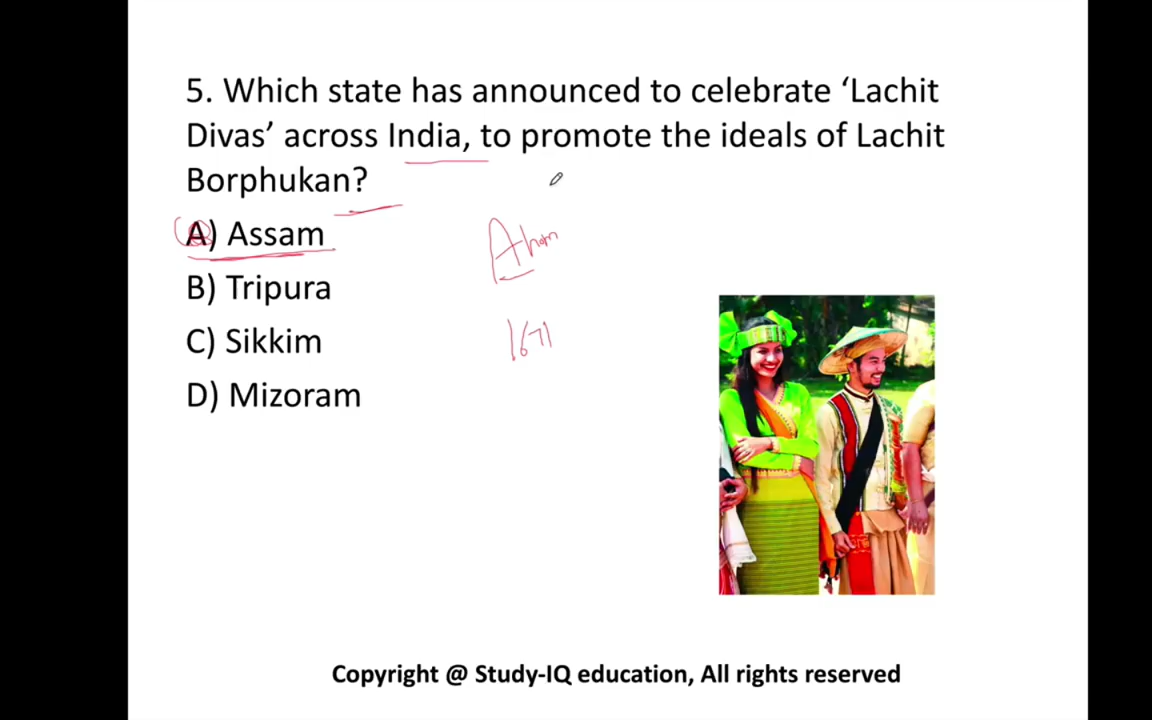 5. Which state has announced to celebrate ‘Lachit
Divas’ across India, to promote the ideals of Lachit
Borphukan?
A) Assam
Ahom
B) Tripura
C) Sikkim
1671
D) Mizoram
Copyright @ Study-IQ education, All rights reserved